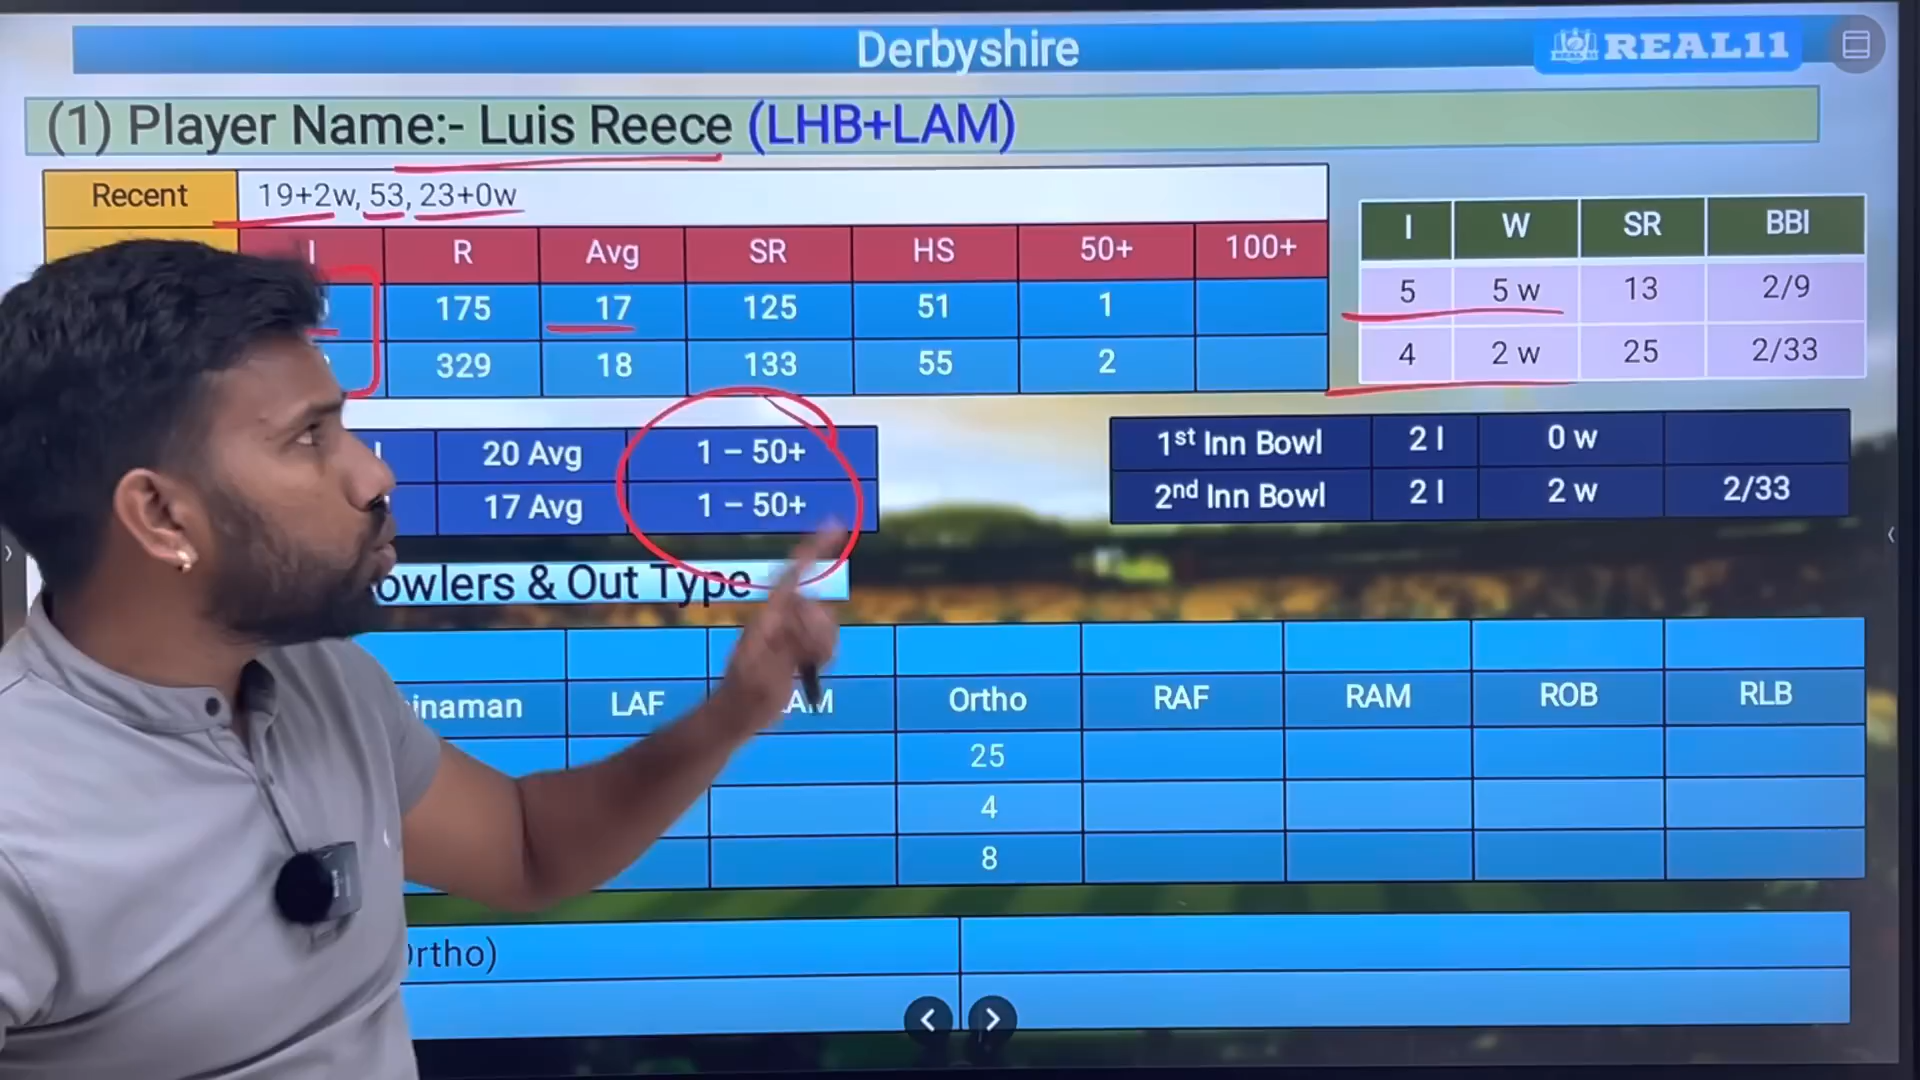 Derbyshire
REAL11
(1) Player Name:- Luis Reece (LHB+LAM)
Recent 19+2w, 53, 23+0w
I R Avg SR HS 50+ 100+
175 17 125 51 1
329 18 133 55 2
I W SR BBI
5 5 w 13 2/9
4 2 w 25 2/33
I 20 Avg 1 – 50+
17 Avg 1 – 50+
1st Inn Bowl 2 I 0 w
2nd Inn Bowl 2 I 2 w 2/33
owlers & Out Type
inaman LAF AM Ortho RAF RAM ROB RLB
25
4
8
rtho)